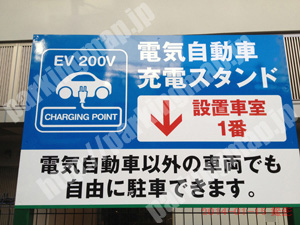 EV 200V
CHARGING POINT
電気自動車
充電スタンド
設置車室
1番
電気自動車以外の車両でも
自由に駐車できます。